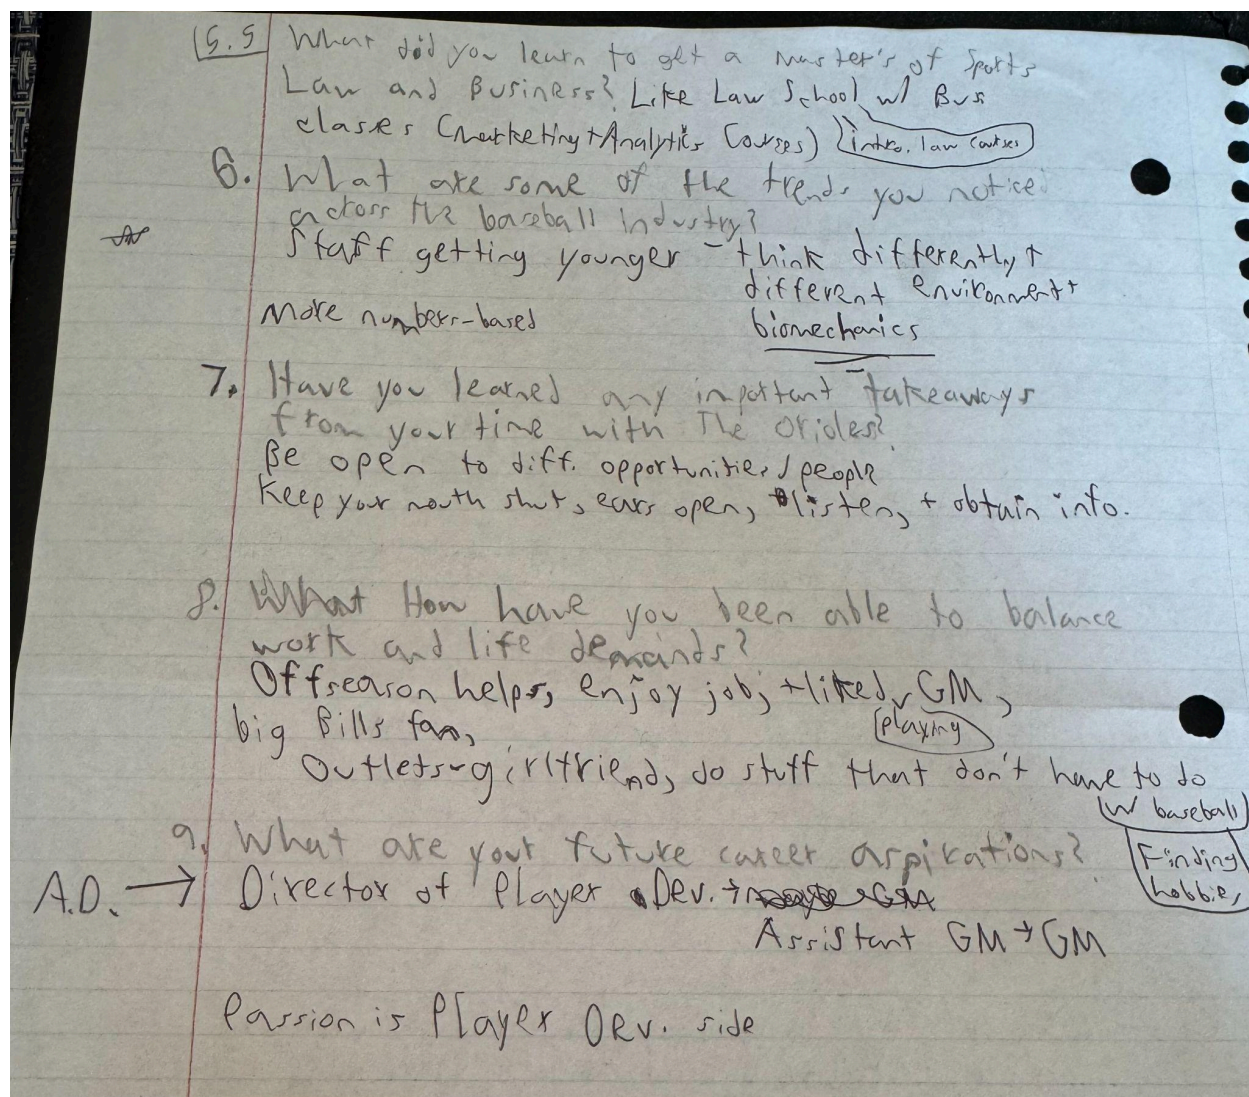 5.5 What did you learn to get a master's of Sports
Law and Business? Like Law School w/ Bus
classes (marketing + Analytics Courses) intro. law courses
6. What are some of the trends you notice
across the baseball industry?
Staff getting younger - think differently +
different environment +
More numbers-based biomechanics
7. Have you learned any important takeaways
from your time with The Orioles?
Be open to diff. opportunities/people
Keep your mouth shut, ears open, listen, + obtain info.
8. What How have you been able to balance
work and life demands?
Offseason helps, enjoy job, + liked playing GM,
big Bills fan,
Outlets - girlfriend, do stuff that don't have to do
w/ baseball
Finding hobbies
9. What are your future career aspirations?
A.D. → Director of Player Dev. →
Assistant GM → GM
Passion is Player Dev. side